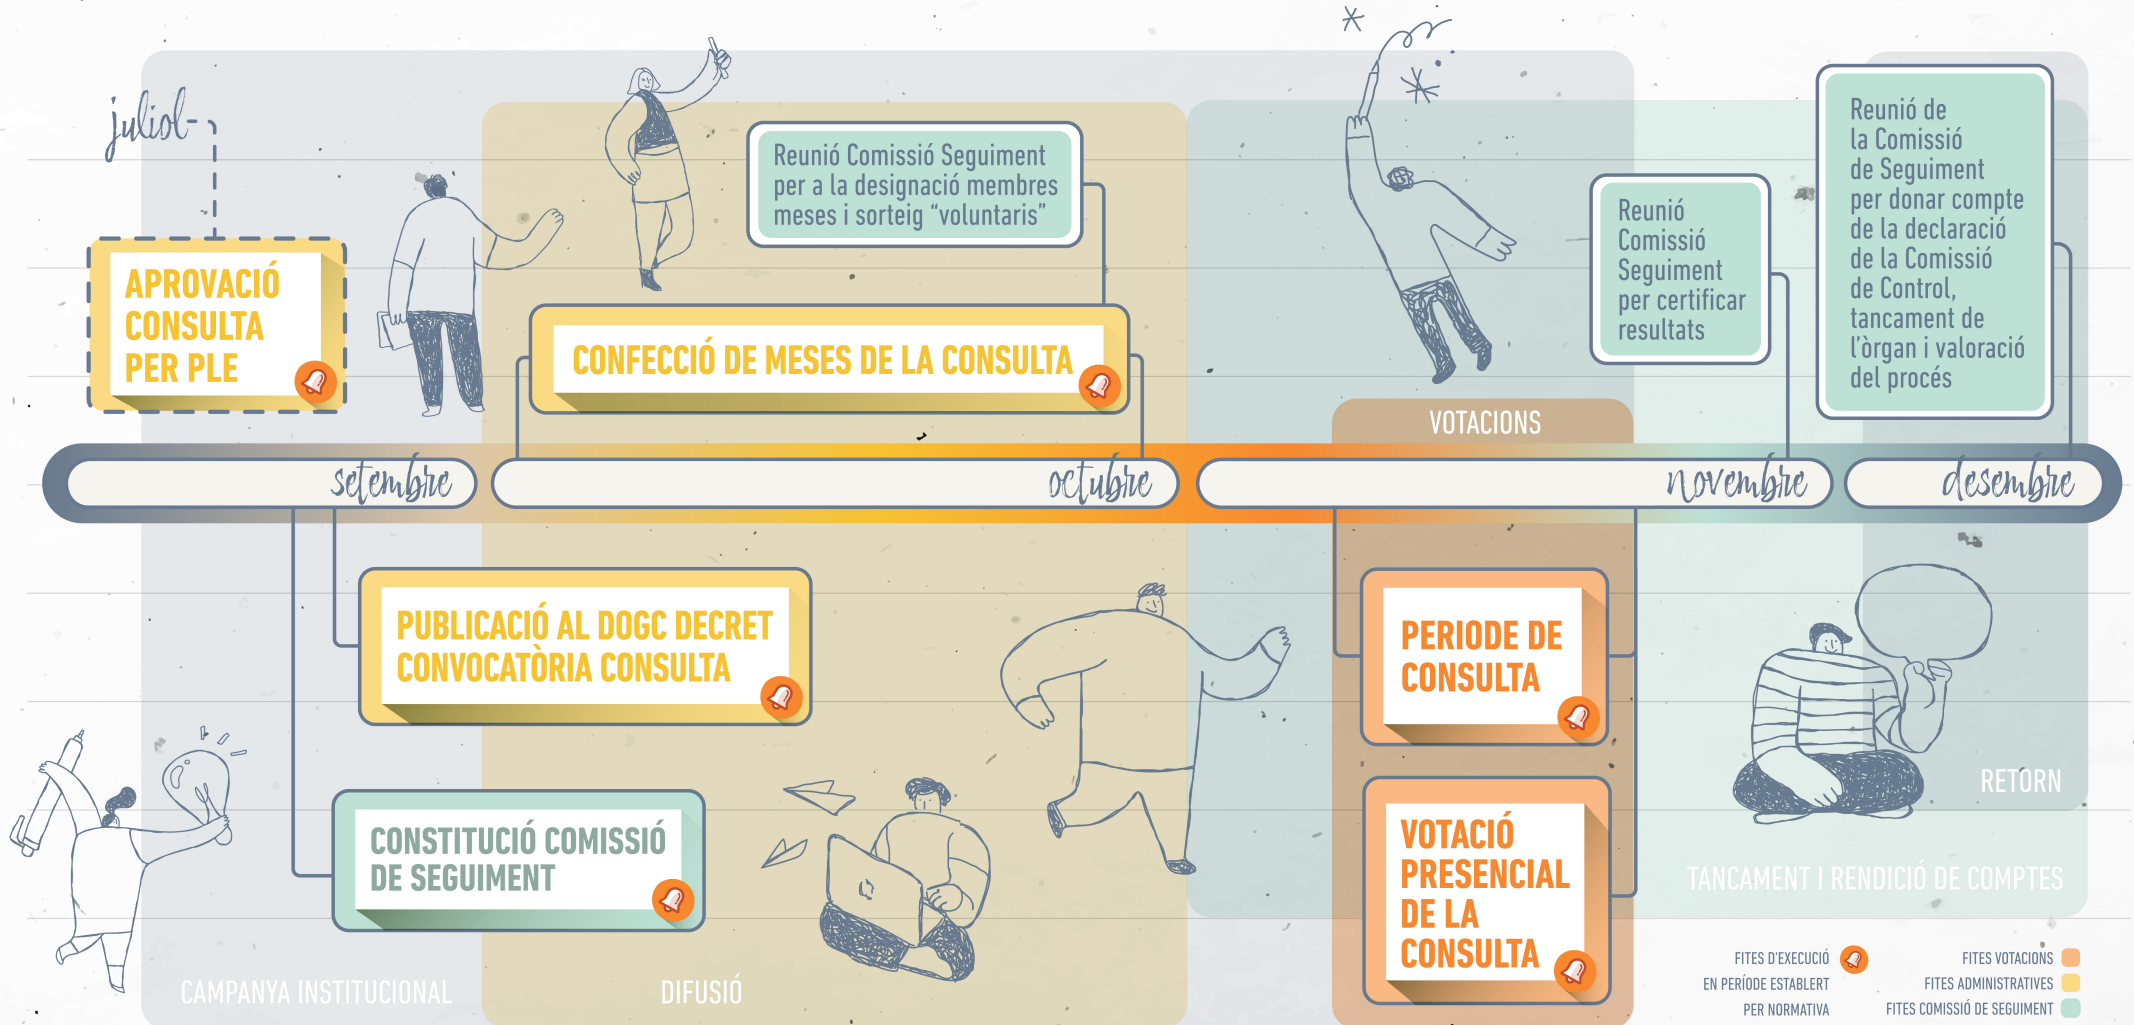 juliol
APROVACIÓ
CONSULTA
PER PLE
Reunió Comissió Seguiment
per a la designació membres
meses i sorteig “voluntaris”
CONFECCIÓ DE MESES DE LA CONSULTA
Reunió
Comissió
Seguiment
per certificar
resultats
Reunió de
la Comissió
de Seguiment
per donar compte
de la declaració
de la Comissió
de Control,
tancament de
l'òrgan i valoració
del procés
VOTACIONS
setembre
octubre
novembre
desembre
PUBLICACIÓ AL DOGC DECRET
CONVOCATÒRIA CONSULTA
CONSTITUCIÓ COMISSIÓ
DE SEGUIMENT
PERIODE DE
CONSULTA
VOTACIÓ
PRESENCIAL
DE LA
CONSULTA
RETORN
TANCAMENT I RENDICIÓ DE COMPTES
CAMPANYA INSTITUCIONAL
DIFUSIÓ
FITES D'EXECUCIÓ
EN PERÍODE ESTABLERT
PER NORMATIVA
FITES VOTACIONS
FITES ADMINISTRATIVES
FITES COMISSIÓ DE SEGUIMENT